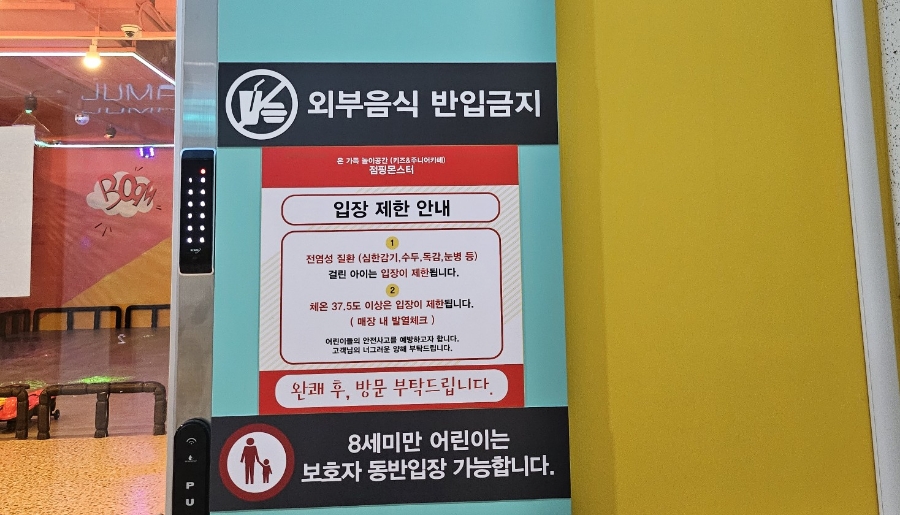 JUMP
BOOM
외부음식 반입금지
온 가족 놀이공간 (키즈&주니어카페)
점핑몬스터
입장 제한 안내
1
전염성 질환 (심한감기,수두,독감,눈병 등)
걸린 아이는 입장이 제한됩니다.
2
체온 37.5도 이상은 입장이 제한됩니다.
( 매장 내 발열체크 )
어린이들의 안전사고를 예방하고자 합니다.
고객님의 너그러운 양해 부탁드립니다.
완쾌 후, 방문 부탁드립니다.
8세미만 어린이는
보호자 동반입장 가능합니다.
PU